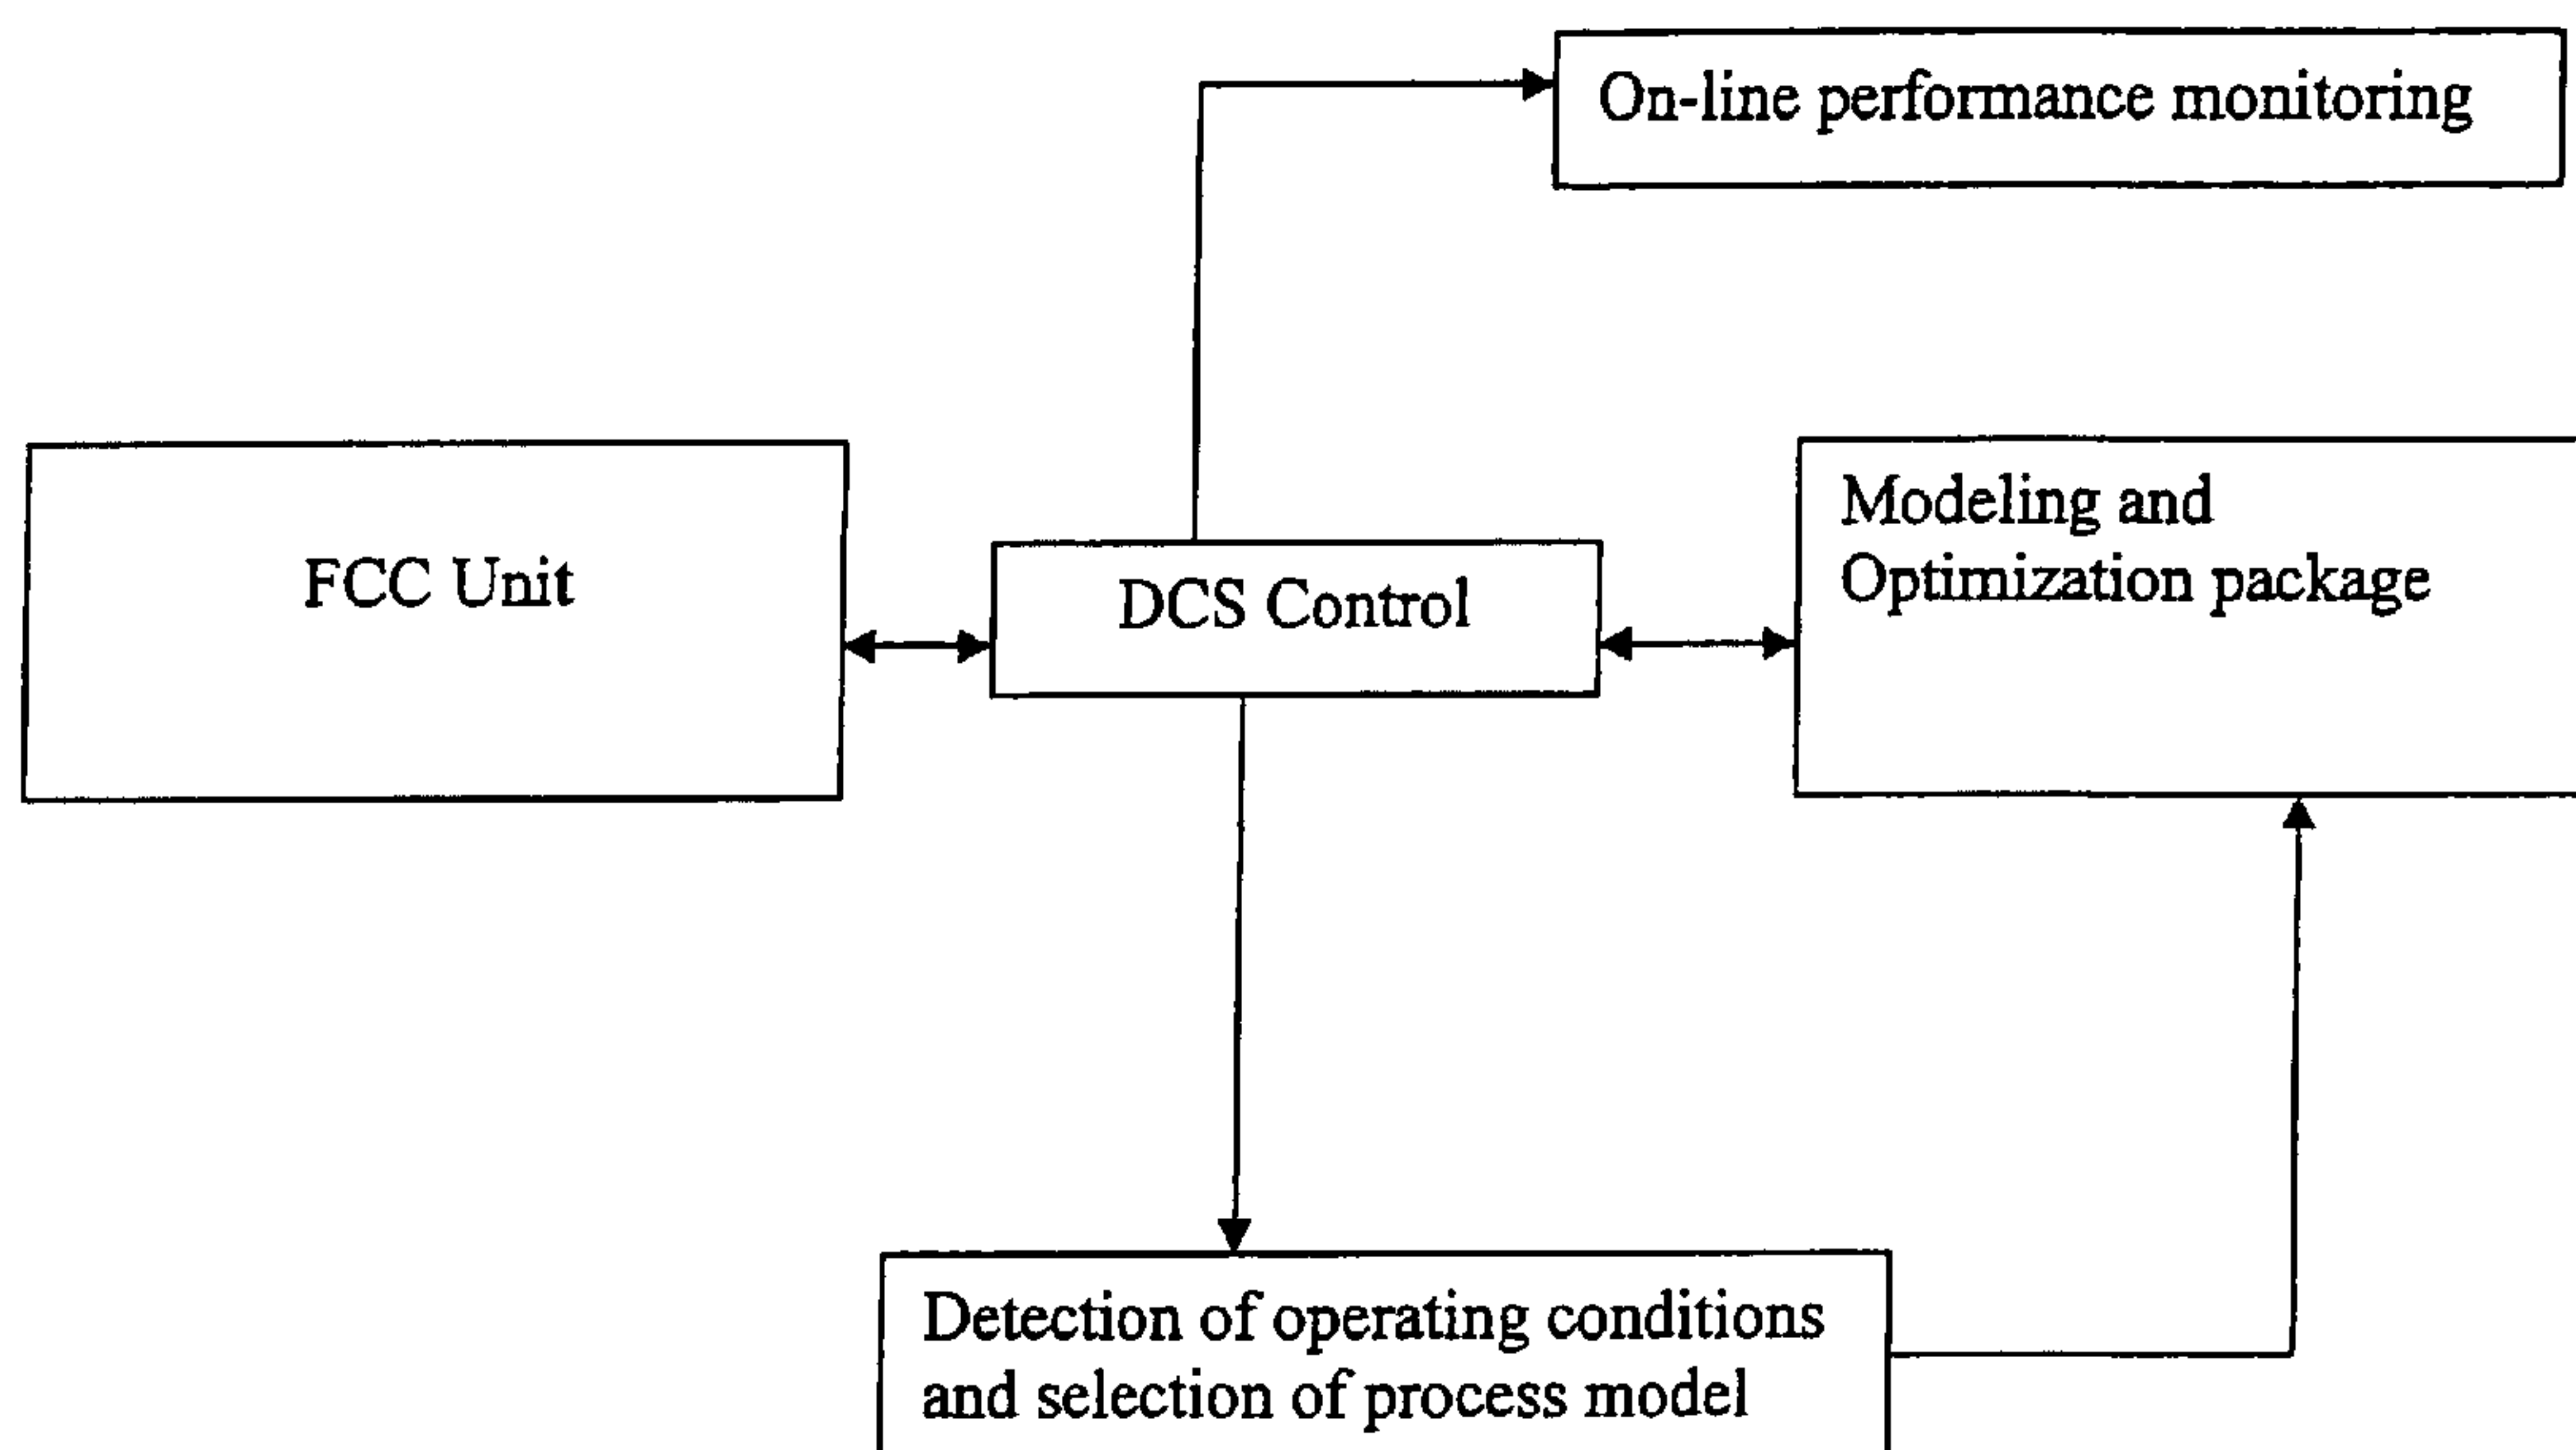 On-line performance monitoring
FCC Unit
DCS Control
Modeling and
Optimization package
Detection of operating conditions
and selection of process model